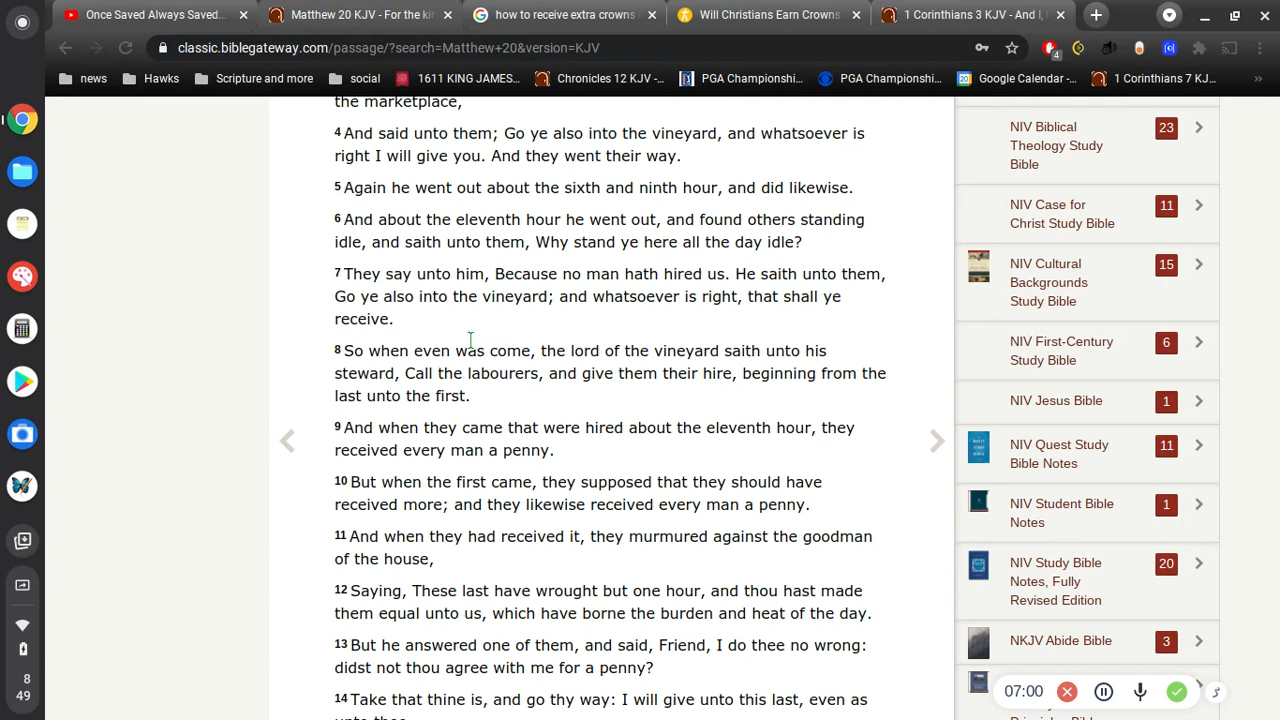 Once Saved Always Saved...
Matthew 20 KJV - For the kin
how to receive extra crowns
Will Christians Earn Crowns
1 Corinthians 3 KJV - And I, b
classic.biblegateway.com/passage/?search=Matthew+20&version=KJV
4
news
Hawks
Scripture and more
social
1611 KING JAMES...
Chronicles 12 KJV -...
PGA Championshi...
PGA Championshi...
Google Calendar -...
1 Corinthians 7 KJ...
»
the marketplace,
4 And said unto them; Go ye also into the vineyard, and whatsoever is
right I will give you. And they went their way.
5 Again he went out about the sixth and ninth hour, and did likewise.
6 And about the eleventh hour he went out, and found others standing
idle, and saith unto them, Why stand ye here all the day idle?
7 They say unto him, Because no man hath hired us. He saith unto them,
Go ye also into the vineyard; and whatsoever is right, that shall ye
receive.
8 So when even was come, the lord of the vineyard saith unto his
steward, Call the labourers, and give them their hire, beginning from the
last unto the first.
9 And when they came that were hired about the eleventh hour, they
received every man a penny.
10 But when the first came, they supposed that they should have
received more; and they likewise received every man a penny.
11 And when they had received it, they murmured against the goodman
of the house,
12 Saying, These last have wrought but one hour, and thou hast made
them equal unto us, which have borne the burden and heat of the day.
13 But he answered one of them, and said, Friend, I do thee no wrong:
didst not thou agree with me for a penny?
14 Take that thine is, and go thy way: I will give unto this last, even as
unto thee.
NIV Biblical
Theology Study
Bible
23
NIV Case for
Christ Study Bible
11
NIV Cultural
Backgrounds
Study Bible
15
NIV First-Century
Study Bible
6
NIV Jesus Bible
1
NIV Quest Study
Bible Notes
11
NIV Student Bible
Notes
1
NIV Study Bible
Notes, Fully
Revised Edition
20
NKJV Abide Bible
3
07:00
8
49